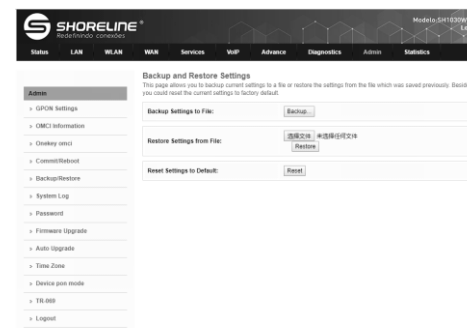 SHORELINE®
Redefinindo conexões
Modelo:SH1030W
Status LAN WLAN WAN Services VoIP Advance Diagnostics Admin Statistics
Admin
GPON Settings
OMCI Information
Onekey omci
Commit/Reboot
Backup/Restore
System Log
Password
Firmware Upgrade
Auto Upgrade
Time Zone
Device pon mode
TR-069
Logout
Backup and Restore Settings
This page allows you to backup current settings to a file or restore the settings from the file which was saved previously. Besid
you could reset the current settings to factory default.
Backup Settings to File: Backup...
Restore Settings from File: 选择文件 未选择任何文件
Restore
Reset Settings to Default: Reset